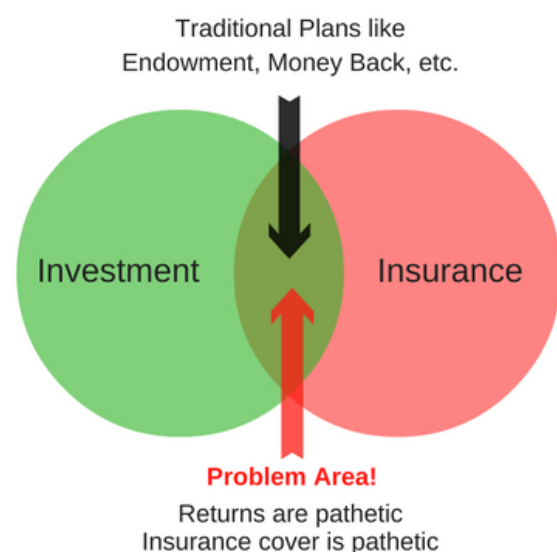 Traditional Plans like
Endowment, Money Back, etc.
Investment
Insurance
Problem Area!
Returns are pathetic
Insurance cover is pathetic